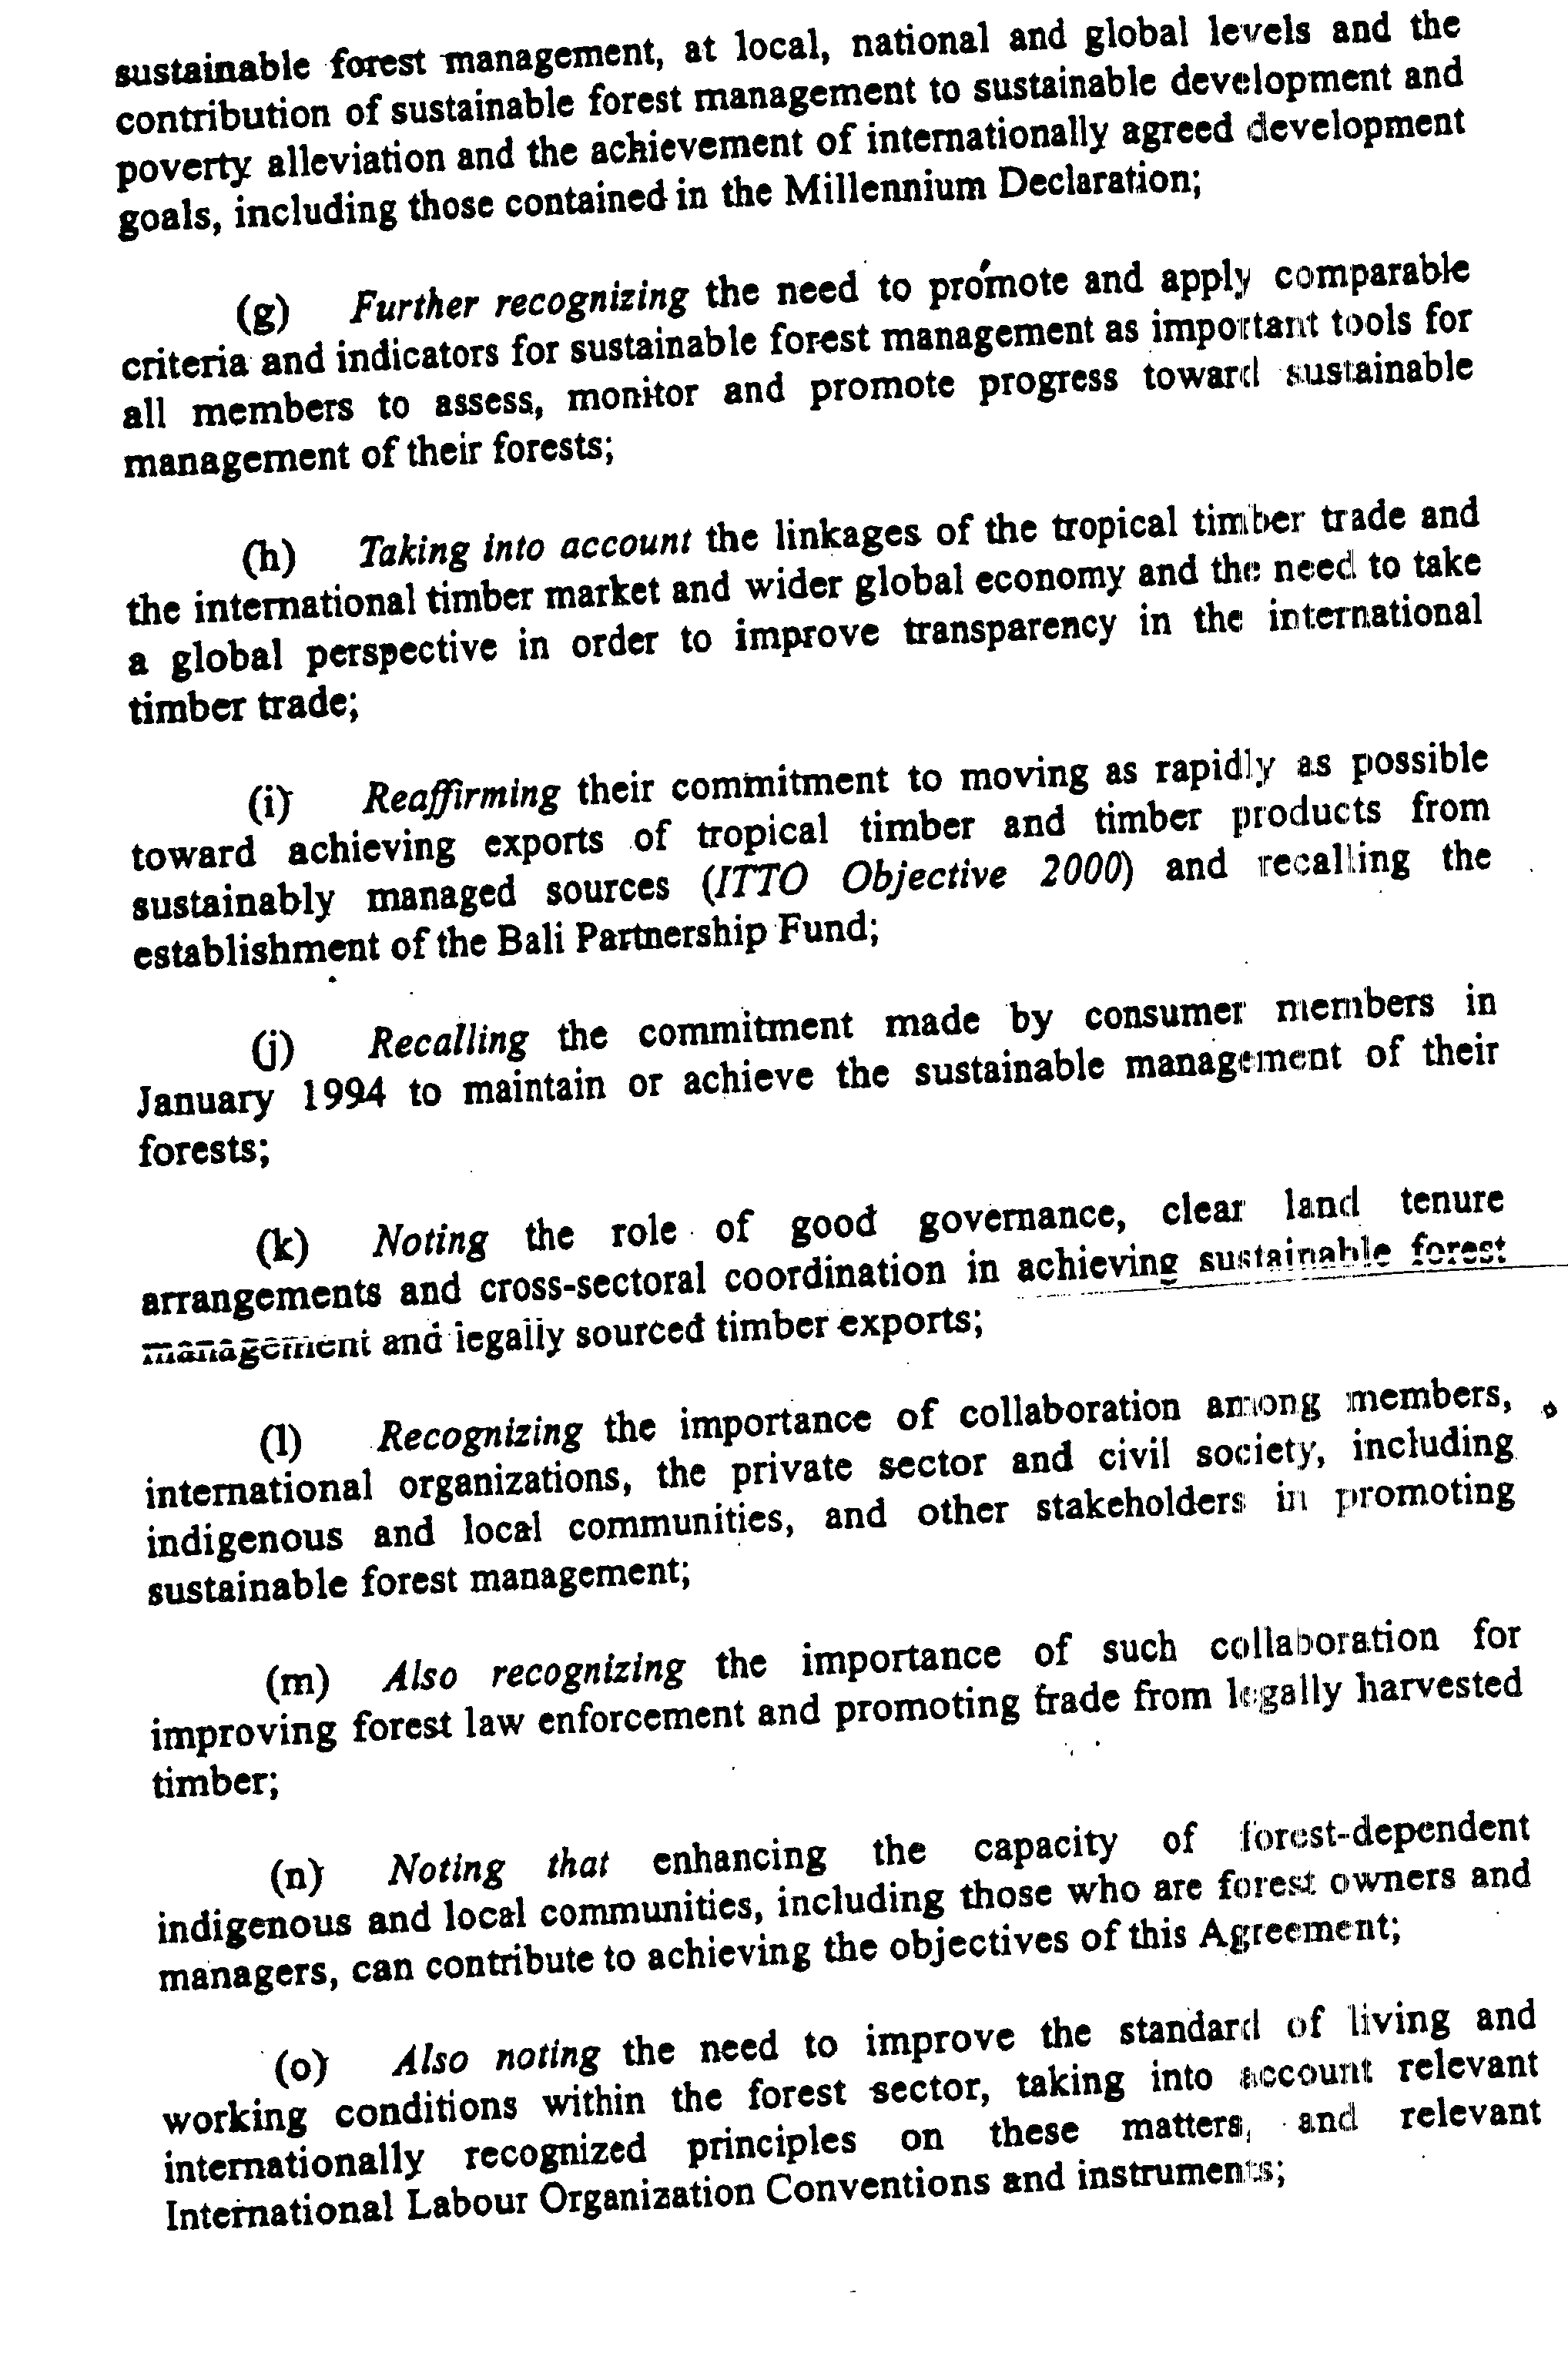 sustainable forest management, at local, national and global levels and the
contribution of sustainable forest management to sustainable development and
poverty alleviation and the achievement of internationally agreed development
goals, including those contained in the Millennium Declaration;
(g) Further recognizing the need to promote and apply comparable
criteria and indicators for sustainable forest management as important tools for
all members to assess, monitor and promote progress toward sustainable
management of their forests;
(h) Taking into account the linkages of the tropical timber trade and
the international timber market and wider global economy and the need to take
a global perspective in order to improve transparency in the international
timber trade;
(i) Reaffirming their commitment to moving as rapidly as possible
toward achieving exports of tropical timber and timber products from
sustainably managed sources (ITTO Objective 2000) and recalling the
establishment of the Bali Partnership Fund;
(j) Recalling the commitment made by consumer members in
January 1994 to maintain or achieve the sustainable management of their
forests;
(k) Noting the role of good governance, clear land tenure
arrangements and cross-sectoral coordination in achieving sustainable forest
management and legally sourced timber exports;
(l) Recognizing the importance of collaboration among members,
international organizations, the private sector and civil society, including
indigenous and local communities, and other stakeholders in promoting
sustainable forest management;
(m) Also recognizing the importance of such collaboration for
improving forest law enforcement and promoting trade from legally harvested
timber;
(n) Noting that enhancing the capacity of forest-dependent
indigenous and local communities, including those who are forest owners and
managers, can contribute to achieving the objectives of this Agreement;
(o) Also noting the need to improve the standard of living and
working conditions within the forest sector, taking into account relevant
internationally recognized principles on these matters, and relevant
International Labour Organization Conventions and instruments;